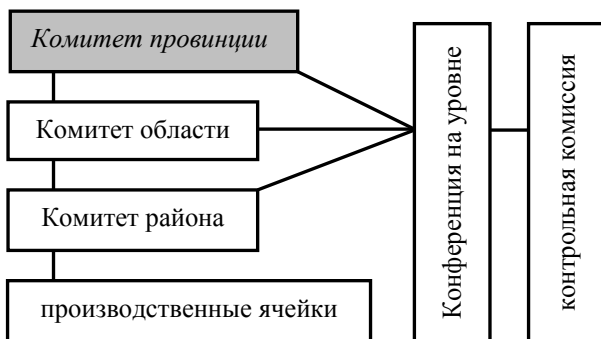 Комитет провинции
Комитет области
Комитет района
производственные ячейки
Конференция на уровне
контрольная комиссия